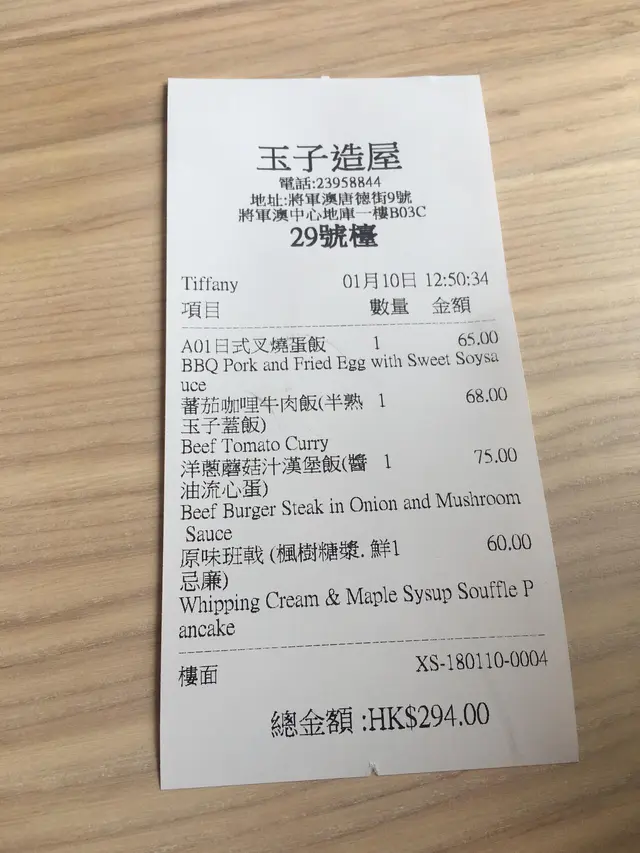 玉子造屋
電話:23958844
地址:將軍澳唐德街9號
將軍澳中心地庫一樓B03C
29號檯
Tiffany 01月10日 12:50:34
項目 數量 金額
A01日式叉燒蛋飯 1 65.00
BBQ Pork and Fried Egg with Sweet Soysa
uce
蕃茄咖哩牛肉飯(半熟 1 68.00
玉子蓋飯)
Beef Tomato Curry
洋蔥蘑菇汁漢堡飯(醬 1 75.00
油流心蛋)
Beef Burger Steak in Onion and Mushroom
Sauce
原味班戟 (楓樹糖漿. 鮮1 60.00
忌廉)
Whipping Cream & Maple Sysup Souffle P
ancake
樓面 XS-180110-0004
總金額 :HK$294.00